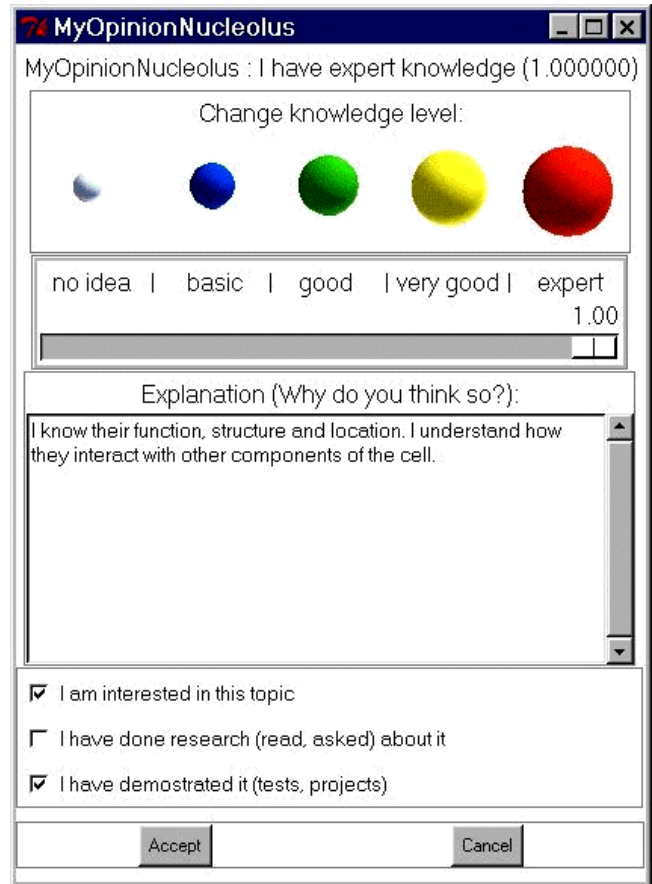 MyOpinionNucleolus
MyOpinionNucleolus : I have expert knowledge (1.000000)
Change knowledge level:
no idea | basic | good | very good | expert
1.00
Explanation (Why do you think so?):
I know their function, structure and location. I understand how
they interact with other components of the cell.
I am interested in this topic
I have done research (read, asked) about it
I have demostrated it (tests, projects)
Accept Cancel